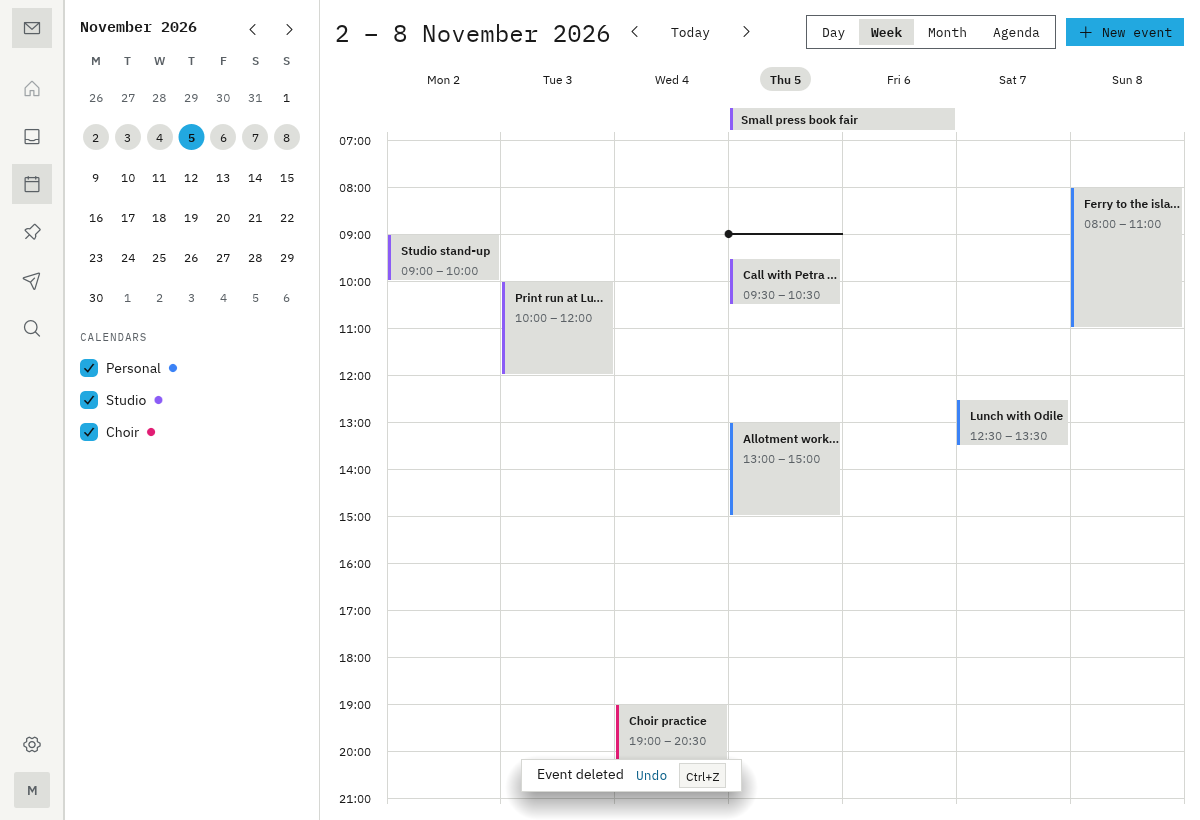 November 2026
M T W T F S S
26 27 28 29 30 31 1
2 3 4 5 6 7 8
9 10 11 12 13 14 15
16 17 18 19 20 21 22
23 24 25 26 27 28 29
30 1 2 3 4 5 6
CALENDARS
Personal
Studio
Choir
M
2 – 8 November 2026
Today
Day Week Month Agenda
New event
Mon 2 Tue 3 Wed 4 Thu 5 Fri 6 Sat 7 Sun 8
Small press book fair
07:00
08:00
09:00
10:00
11:00
12:00
13:00
14:00
15:00
16:00
17:00
18:00
19:00
20:00
21:00
Studio stand-up
09:00 – 10:00
Print run at Lu...
10:00 – 12:00
Choir practice
19:00 – 20:30
Call with Petra ...
09:30 – 10:30
Allotment work...
13:00 – 15:00
Lunch with Odile
12:30 – 13:30
Ferry to the isla...
08:00 – 11:00
Event deleted Undo Ctrl+Z